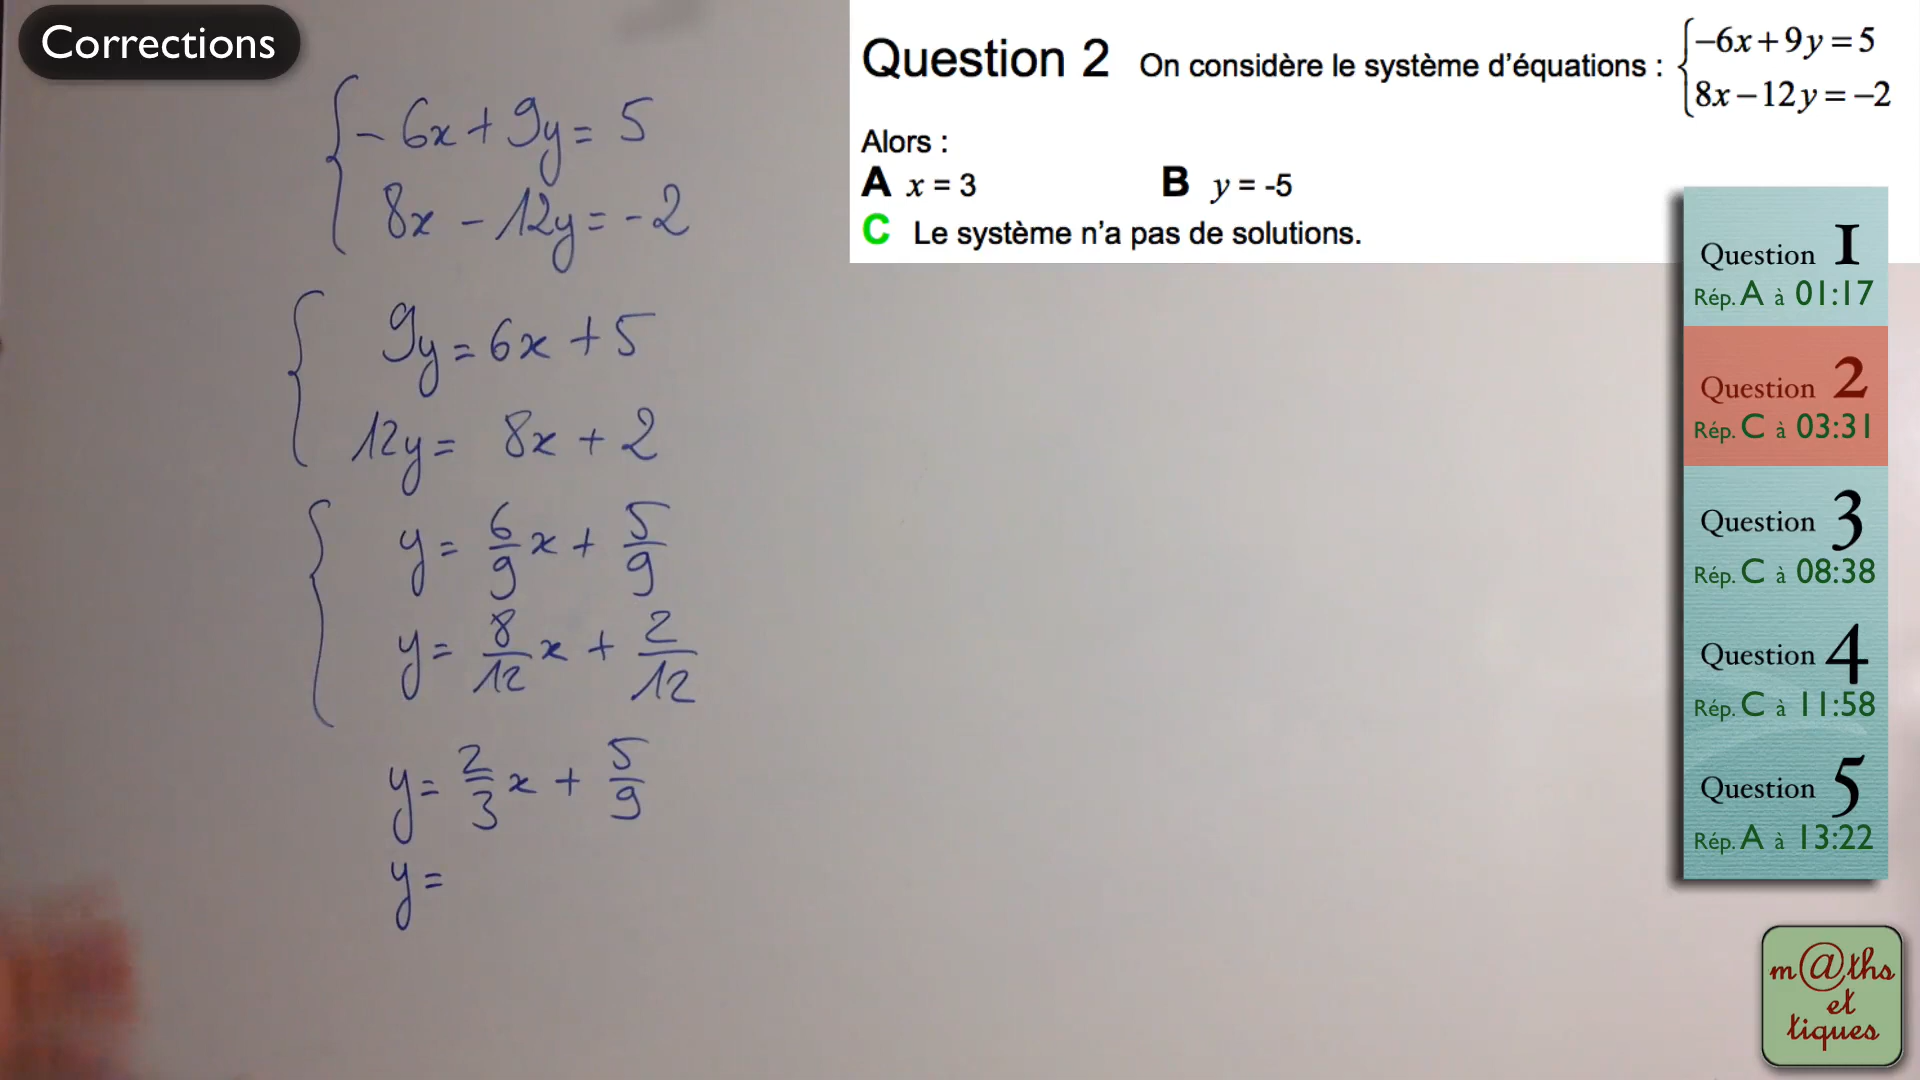 Corrections
Question 2 On considère le système d'équations : {-6x+9y=5
8x-12y=-2
Alors :
A x = 3 B y = -5
C Le système n'a pas de solutions.
{ - 6x + 9y = 5
8x - 12y = -2
{ 9y = 6x + 5
12y = 8x + 2
{ y = 6/9 x + 5/9
y = 8/12 x + 2/12
y = 2/3 x + 5/9
y =
Question 1
Rép. A à 01:17
Question 2
Rép. C à 03:31
Question 3
Rép. C à 08:38
Question 4
Rép. C à 11:58
Question 5
Rép. A à 13:22
m@ths
et
tiques